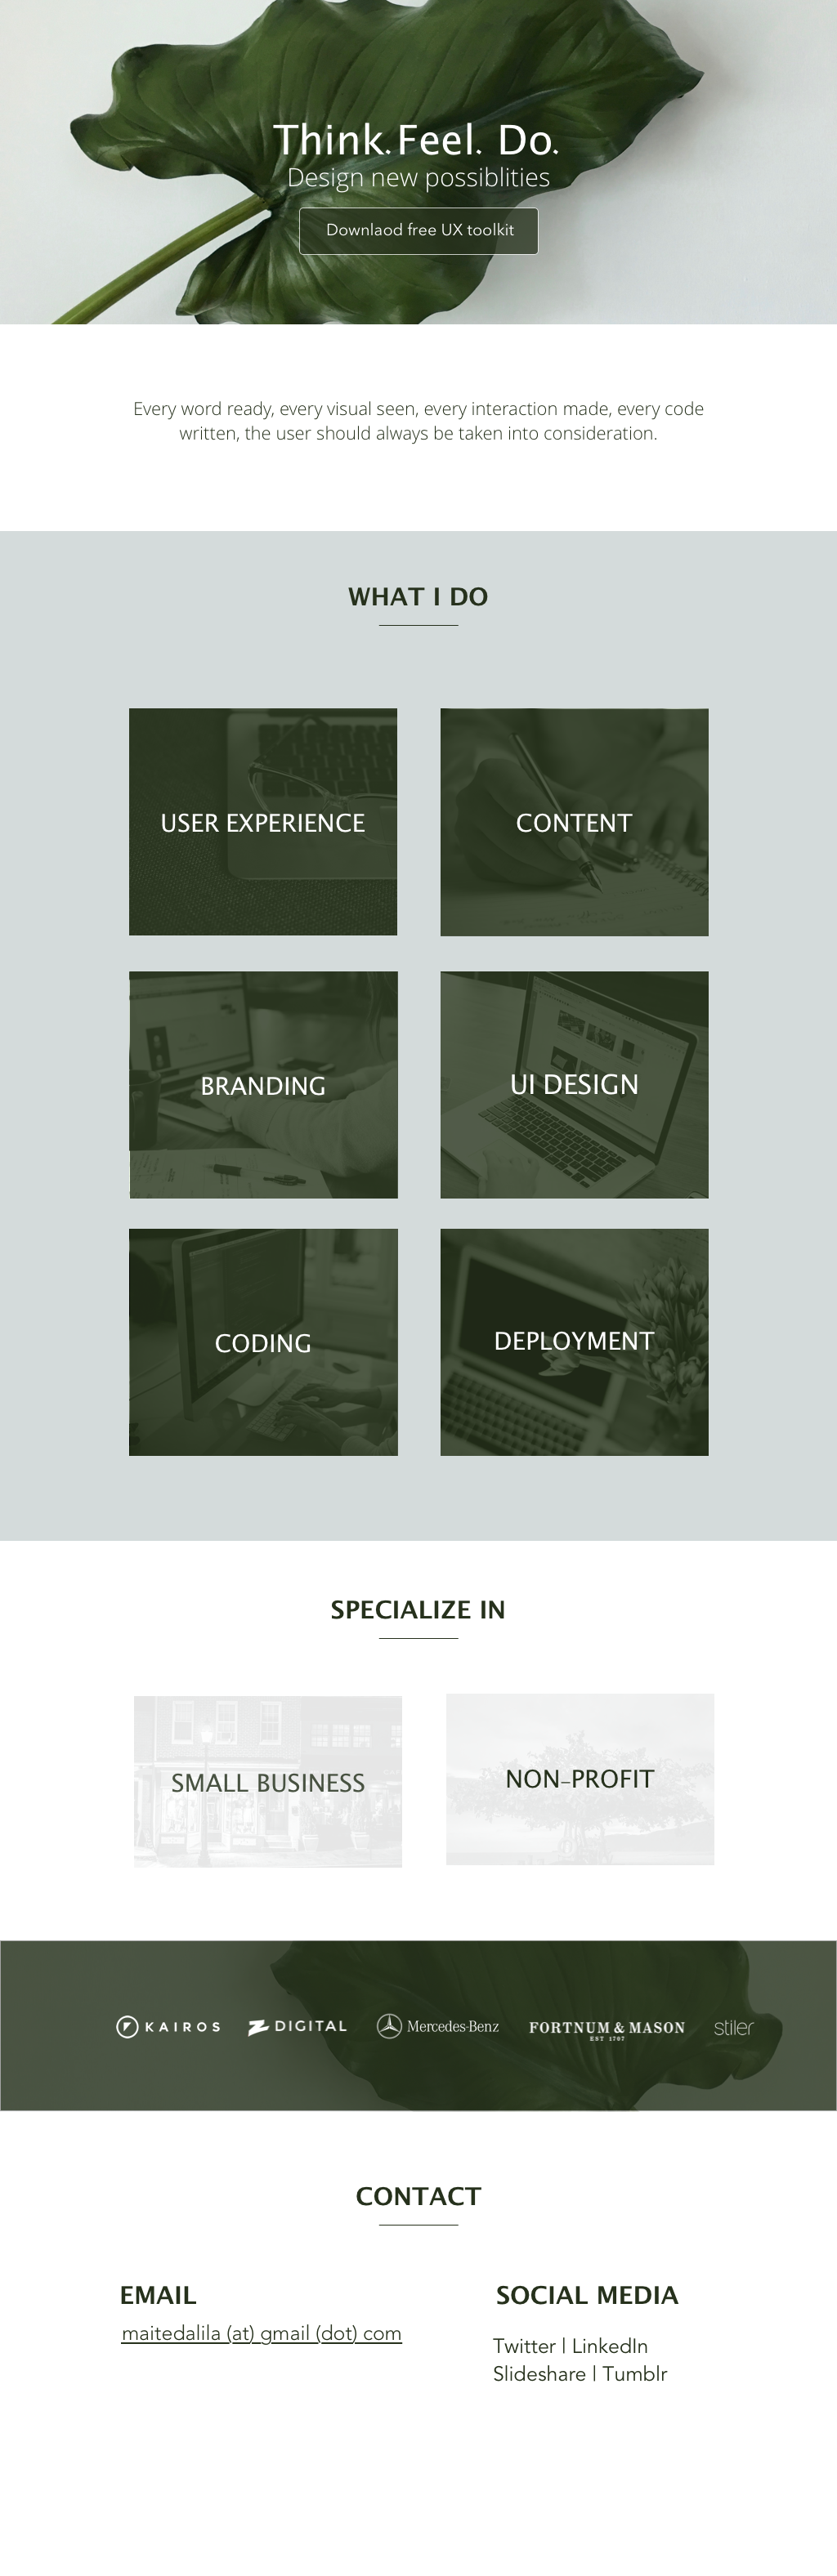 Think. Feel. Do.
Design new possiblities
Downlaod free UX toolkit
Every word ready, every visual seen, every interaction made, every code
written, the user should always be taken into consideration.
WHAT I DO
USER EXPERIENCE
CONTENT
BRANDING
UI DESIGN
CODING
DEPLOYMENT
SPECIALIZE IN
SMALL BUSINESS
NON-PROFIT
KAIROS
DIGITAL
Mercedes-Benz
FORTNUM & MASON
EST 1707
stiler
CONTACT
EMAIL
maitedalila (at) gmail (dot) com
SOCIAL MEDIA
Twitter | LinkedIn
Slideshare | Tumblr